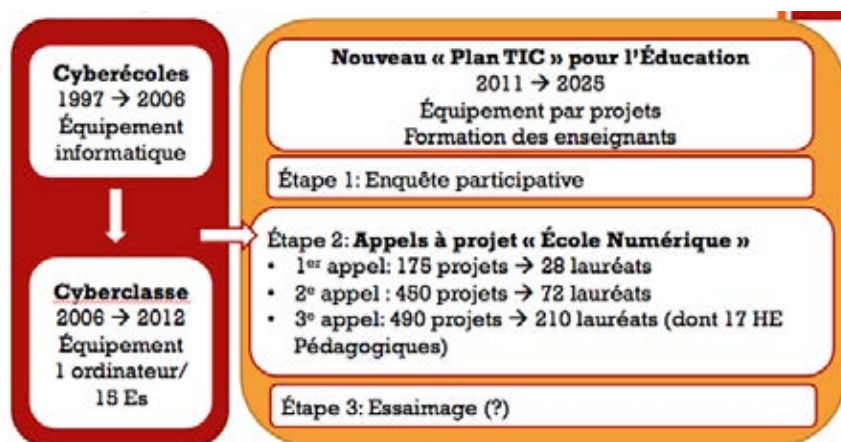 Cyberécoles
1997 → 2006
Équipement
informatique
Cyberclasse
2006 → 2012
Équipement
1 ordinateur/
15 Es
Nouveau « Plan TIC » pour l’Éducation
2011 → 2025
Équipement par projets
Formation des enseignants
Étape 1: Enquête participative
Étape 2: Appels à projet « École Numérique »
• 1er appel: 175 projets → 28 lauréats
• 2e appel : 450 projets → 72 lauréats
• 3e appel: 490 projets → 210 lauréats (dont 17 HE
Pédagogiques)
Étape 3: Essaimage (?)